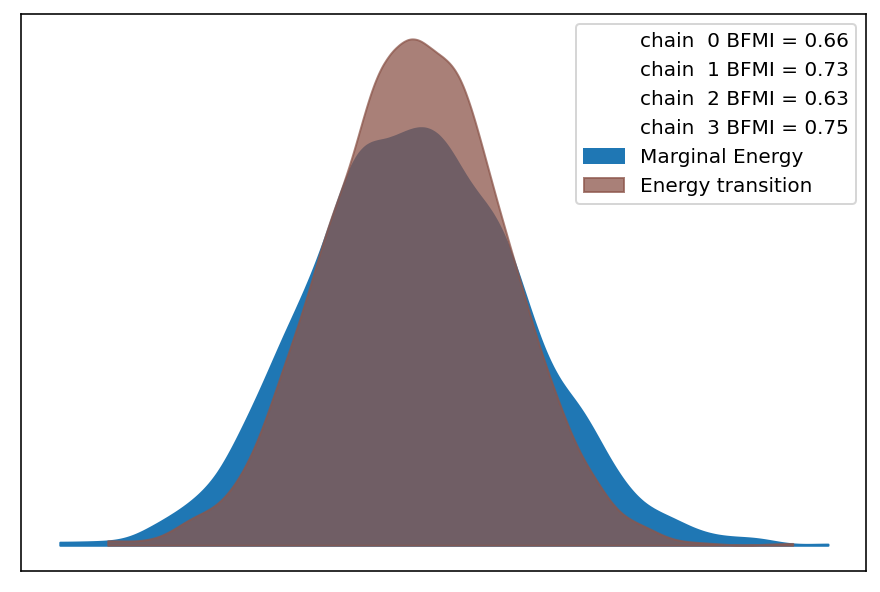 chain  0 BFMI = 0.66
chain  1 BFMI = 0.73
chain  2 BFMI = 0.63
chain  3 BFMI = 0.75
Marginal Energy
Energy transition